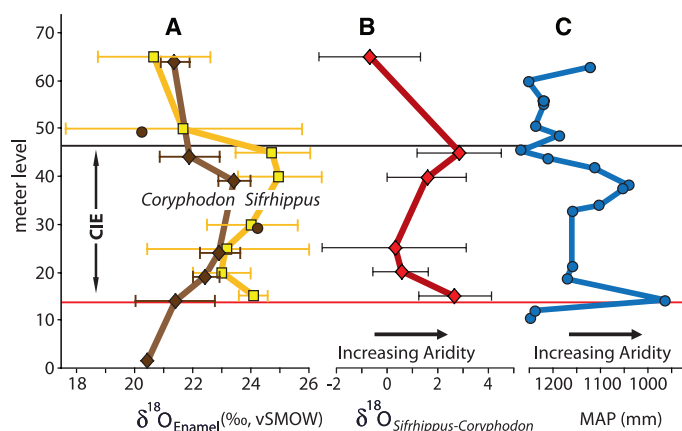 A B C
meter level
70
60
50
40
30
20
10
0
CIE
Coryphodon Sifrhippus
Increasing Aridity Increasing Aridity
18 20 22 24 26 -2 0 2 4 6 1200 1100 1000
δ18OEnamel(‰, vSMOW) δ18OSifrhippus-Coryphodon MAP (mm)